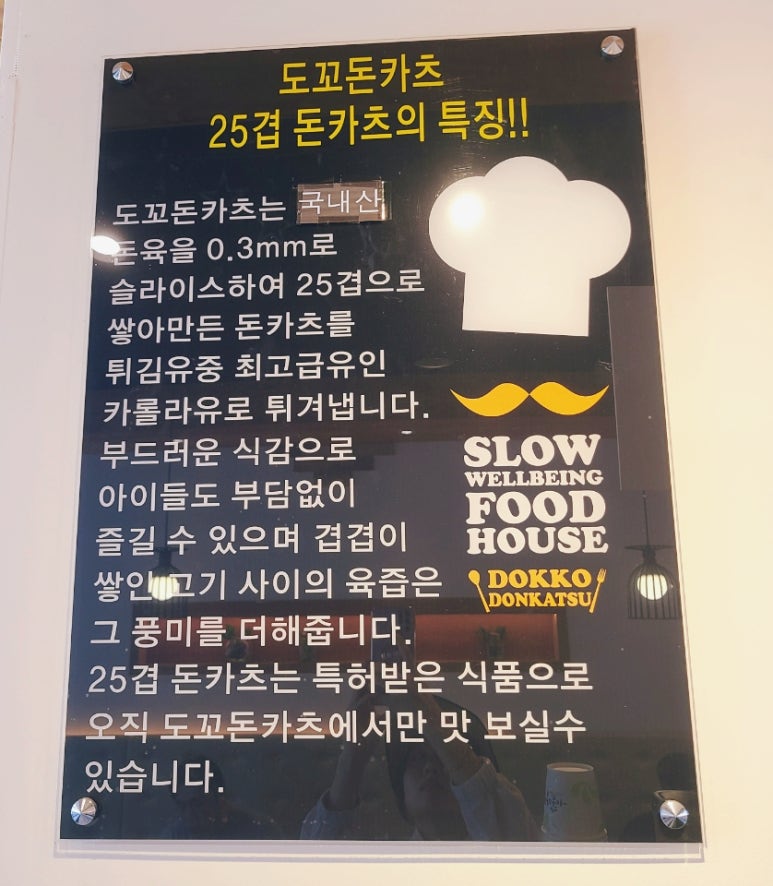 도꼬돈카츠
25겹 돈카츠의 특징!!
도꼬돈카츠는 국내산
돈육을 0.3mm로
슬라이스하여 25겹으로
쌓아만든 돈카츠를
튀김유중 최고급유인
카롤라유로 튀겨냅니다.
부드러운 식감으로
아이들도 부담없이
즐길 수 있으며 겹겹이
쌓인 고기 사이의 육즙은
그 풍미를 더해줍니다.
25겹 돈카츠는 특허받은 식품으로
오직 도꼬돈카츠에서만 맛 보실수
있습니다.
SLOW
WELLBEING
FOOD
HOUSE
DOKKO
DONKATSU